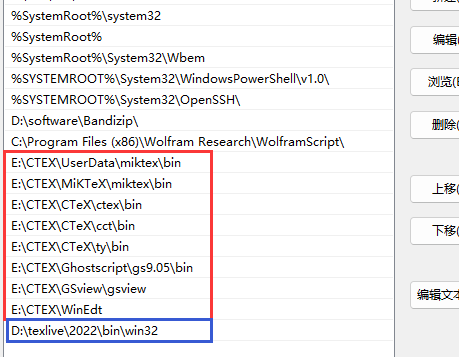 %SystemRoot%\system32
%SystemRoot%
%SystemRoot%\System32\Wbem
%SYSTEMROOT%\System32\WindowsPowerShell\v1.0\
%SYSTEMROOT%\System32\OpenSSH\
D:\software\Bandizip\
C:\Program Files (x86)\Wolfram Research\WolframScript\
E:\CTEX\UserData\miktex\bin
E:\CTEX\MiKTeX\miktex\bin
E:\CTEX\CTeX\ctex\bin
E:\CTEX\CTeX\cct\bin
E:\CTEX\CTeX\ty\bin
E:\CTEX\Ghostscript\gs9.05\bin
E:\CTEX\GSview\gsview
E:\CTEX\WinEdt
D:\texlive\2022\bin\win32
编辑(
浏览(
删除(
上移(
下移(
编辑文本